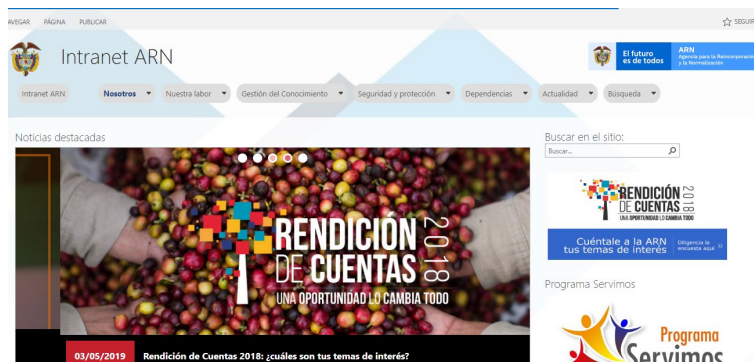 AVEGAR PÁGINA PUBLICAR
SEGUIR
Intranet ARN
El futuro
es de todos
ARN
Agencia para la Reincorporació
y la Normalización
Intranet ARN Nosotros Nuestra labor Gestión del Conocimiento Seguridad y protección Dependencias Actualidad Búsqueda
Noticias destacadas
RENDICIÓN
DE CUENTAS
2018
UNA OPORTUNIDAD LO CAMBIA TODO
03/05/2019 Rendición de Cuentas 2018: ¿cuáles son tus temas de interés?
Buscar en el sitio:
Buscar...
RENDICIÓN
DE CUENTAS
2018
UNA OPORTUNIDAD LO CAMBIA TODO
Cuéntale a la ARN
tus temas de interés
Diligencia la
encuesta aquí »
Programa Servimos
Programa
Servimos